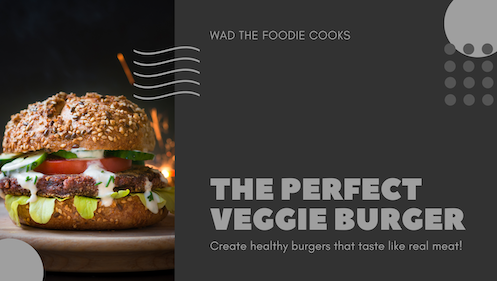 WAD THE FOODIE COOKS
THE PERFECT
VEGGIE BURGER
Create healthy burgers that taste like real meat!